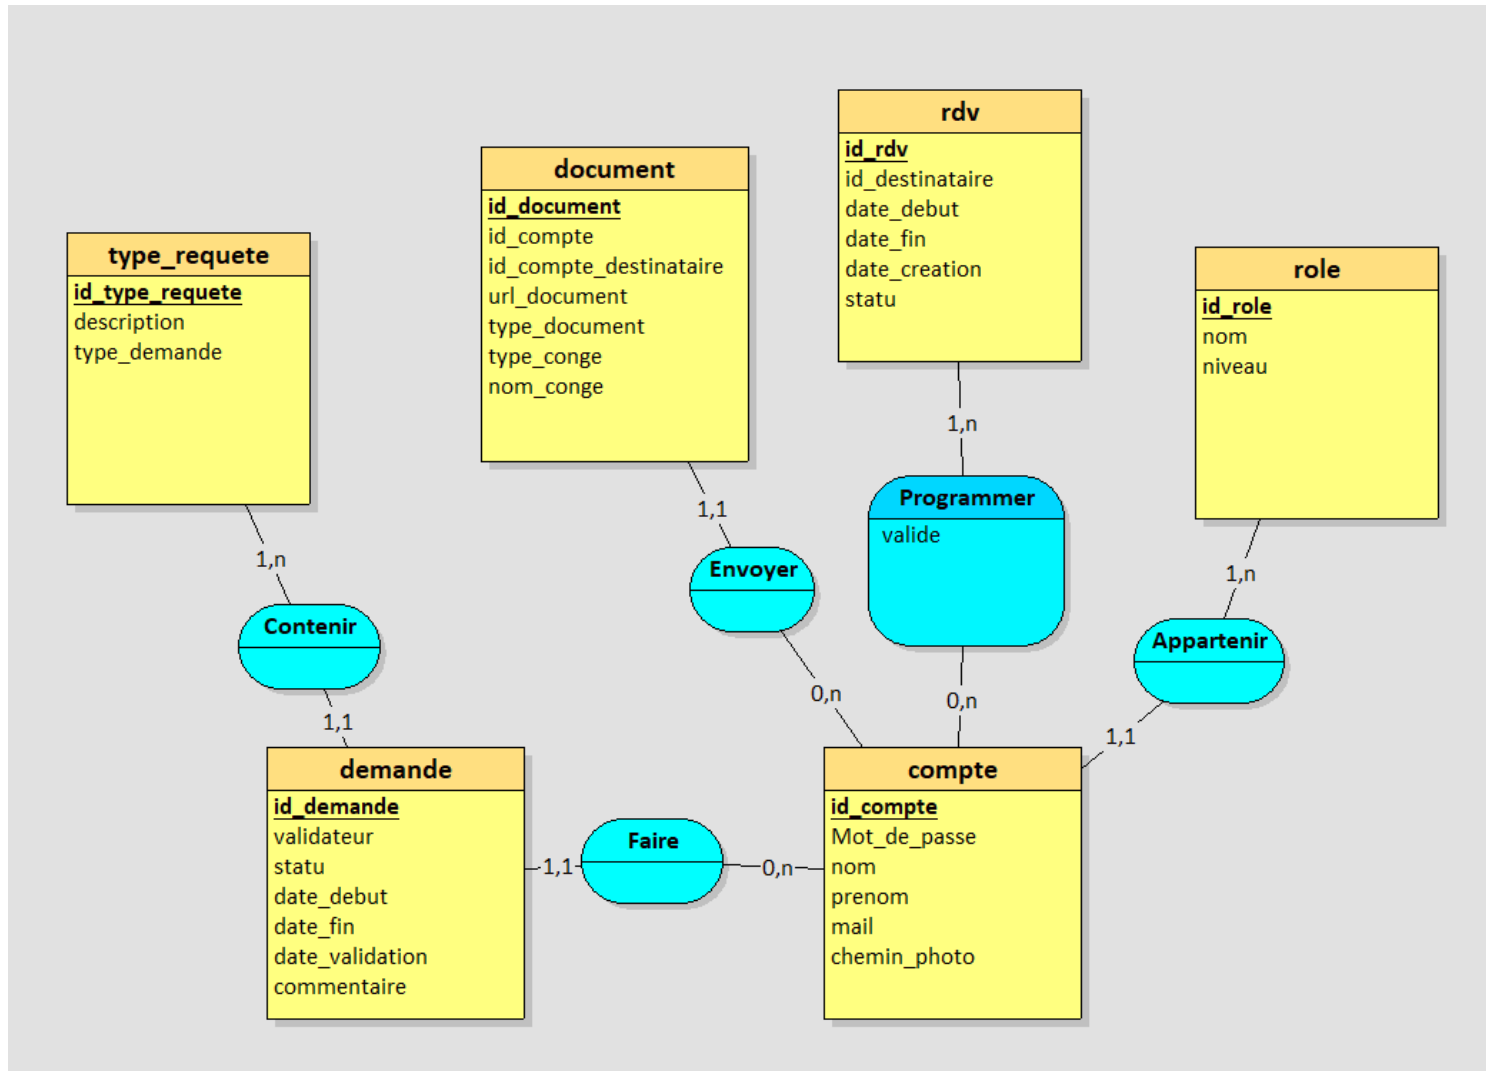 rdv
id_rdv
id_destinataire
date_debut
date_fin
date_creation
statu
document
id_document
id_compte
id_compte_destinataire
url_document
type_document
type_conge
nom_conge
type_requete
id_type_requete
description
type_demande
role
id_role
nom
niveau
1,n
Programmer
valide
1,1
Envoyer
1,n
Contenir
1,n
Appartenir
0,n
0,n
1,1
1,1
demande
id_demande
validateur
statu
date_debut
date_fin
date_validation
commentaire
1,1
Faire
0,n
compte
id_compte
Mot_de_passe
nom
prenom
mail
chemin_photo